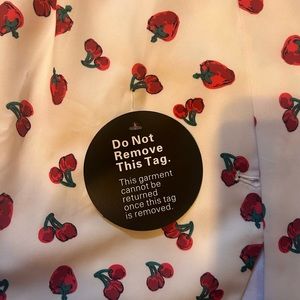 Do Not
Remove
This Tag.
This garment
cannot be
returned
once this tag
is removed.